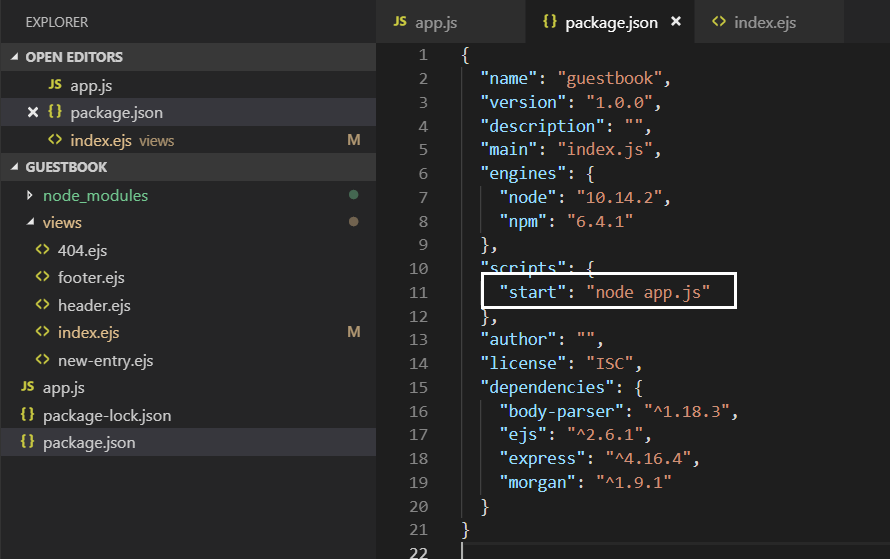 EXPLORER
OPEN EDITORS
JS app.js
{} package.json
<> index.ejs views M
GUESTBOOK
node_modules
views
<> 404.ejs
<> footer.ejs
<> header.ejs
<> index.ejs M
<> new-entry.ejs
JS app.js
{} package-lock.json
{} package.json
JS app.js {} package.json × <> index.ejs
1 {
2 "name": "guestbook",
3 "version": "1.0.0",
4 "description": "",
5 "main": "index.js",
6 "engines": {
7 "node": "10.14.2",
8 "npm": "6.4.1"
9 },
10 "scripts": {
11 "start": "node app.js"
12 },
13 "author": "",
14 "license": "ISC",
15 "dependencies": {
16 "body-parser": "^1.18.3",
17 "ejs": "^2.6.1",
18 "express": "^4.16.4",
19 "morgan": "^1.9.1"
20 }
21 }
22